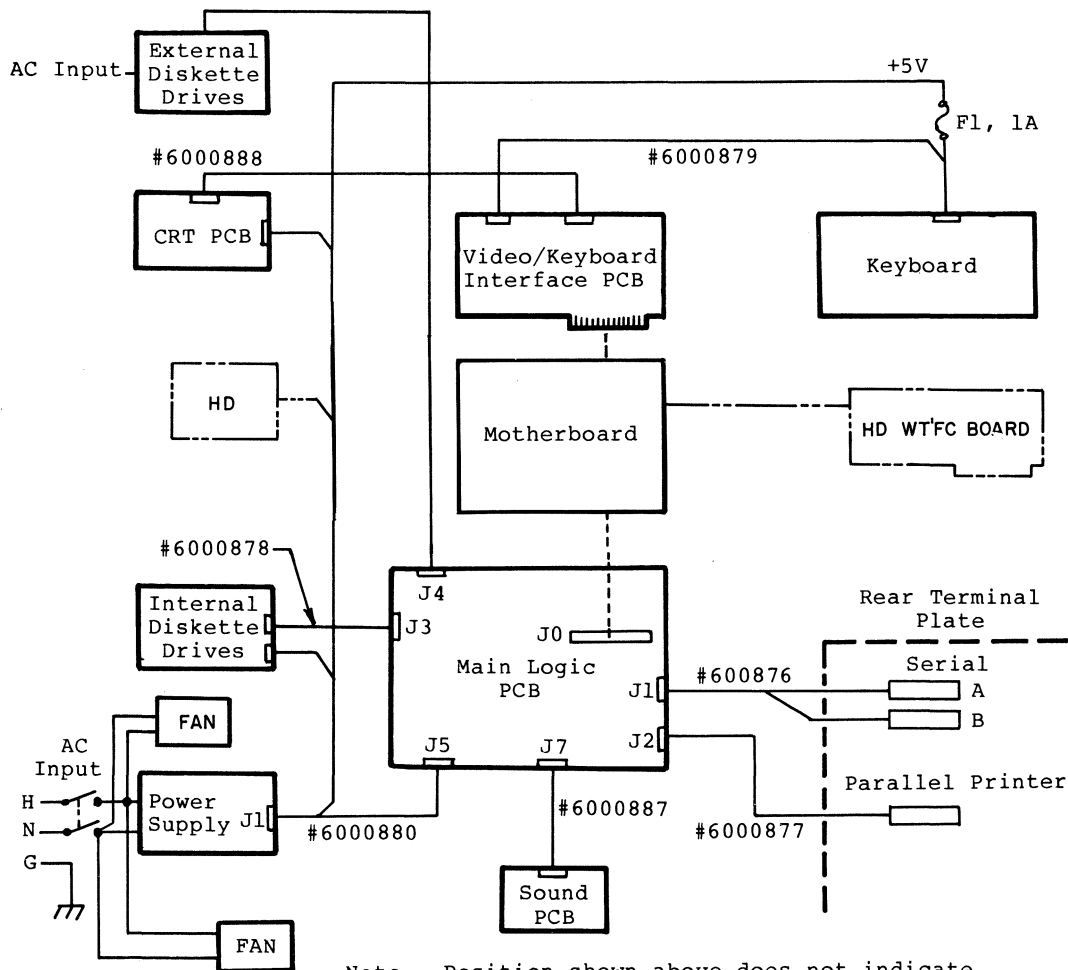 External
Diskette
Drives
AC Input
+5V
F1, 1A
#6000888
#6000879
CRT PCB
Video/Keyboard
Interface PCB
Keyboard
HD
Motherboard
HD WT'FC BOARD
#6000878
J4
Internal
Diskette
Drives
J3
J0
Main Logic
PCB
Rear Terminal
Plate
Serial
#600876
J1
A
B
FAN
J2
J5
J7
AC
Input
H
N
G
Power
Supply
J1
#6000880
#6000887
#6000877
Parallel Printer
Sound
PCB
FAN
Note Position shown above does not indicate